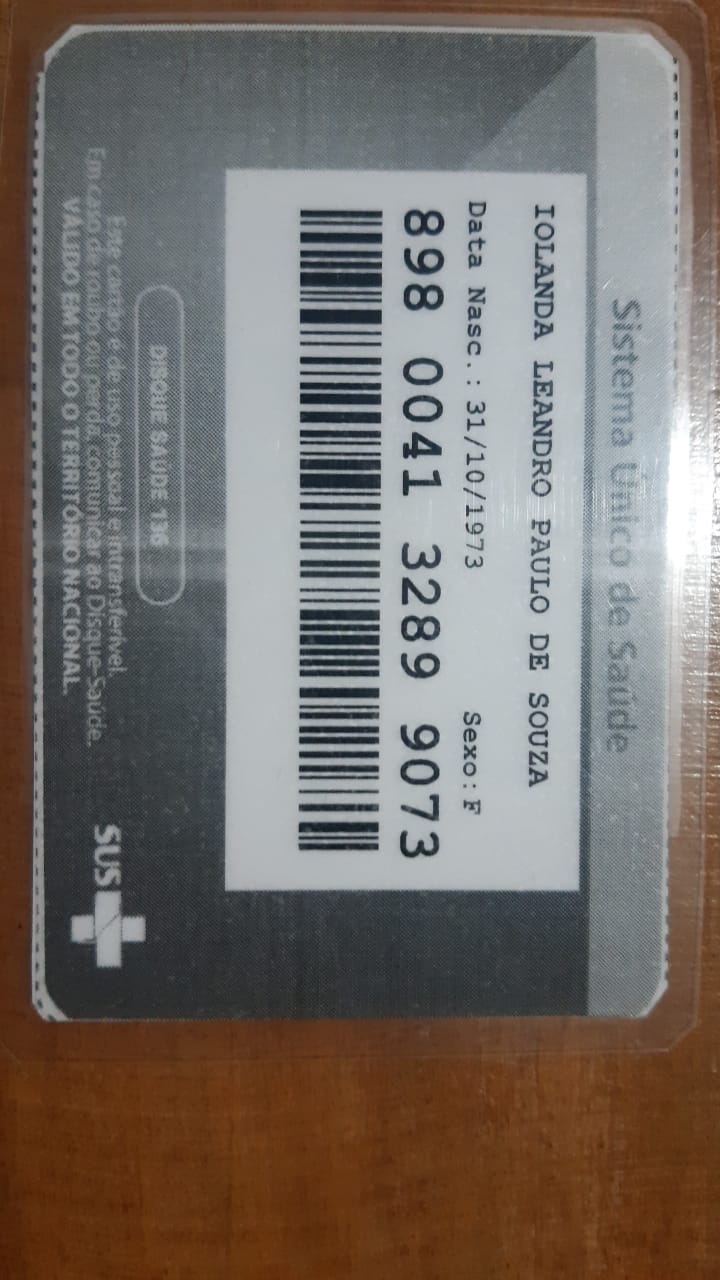 Sistema Único de Saúde
IOLANDA LEANDRO PAULO DE SOUZA
Data Nasc.: 31/10/1973 Sexo: F
898 0041 3289 9073
DISQUE SAÚDE 136
Este cartão é de uso pessoal e intransferível.
Em caso de roubo ou perda, comunicar ao Disque-Saúde.
VÁLIDO EM TODO O TERRITÓRIO NACIONAL.
SUS